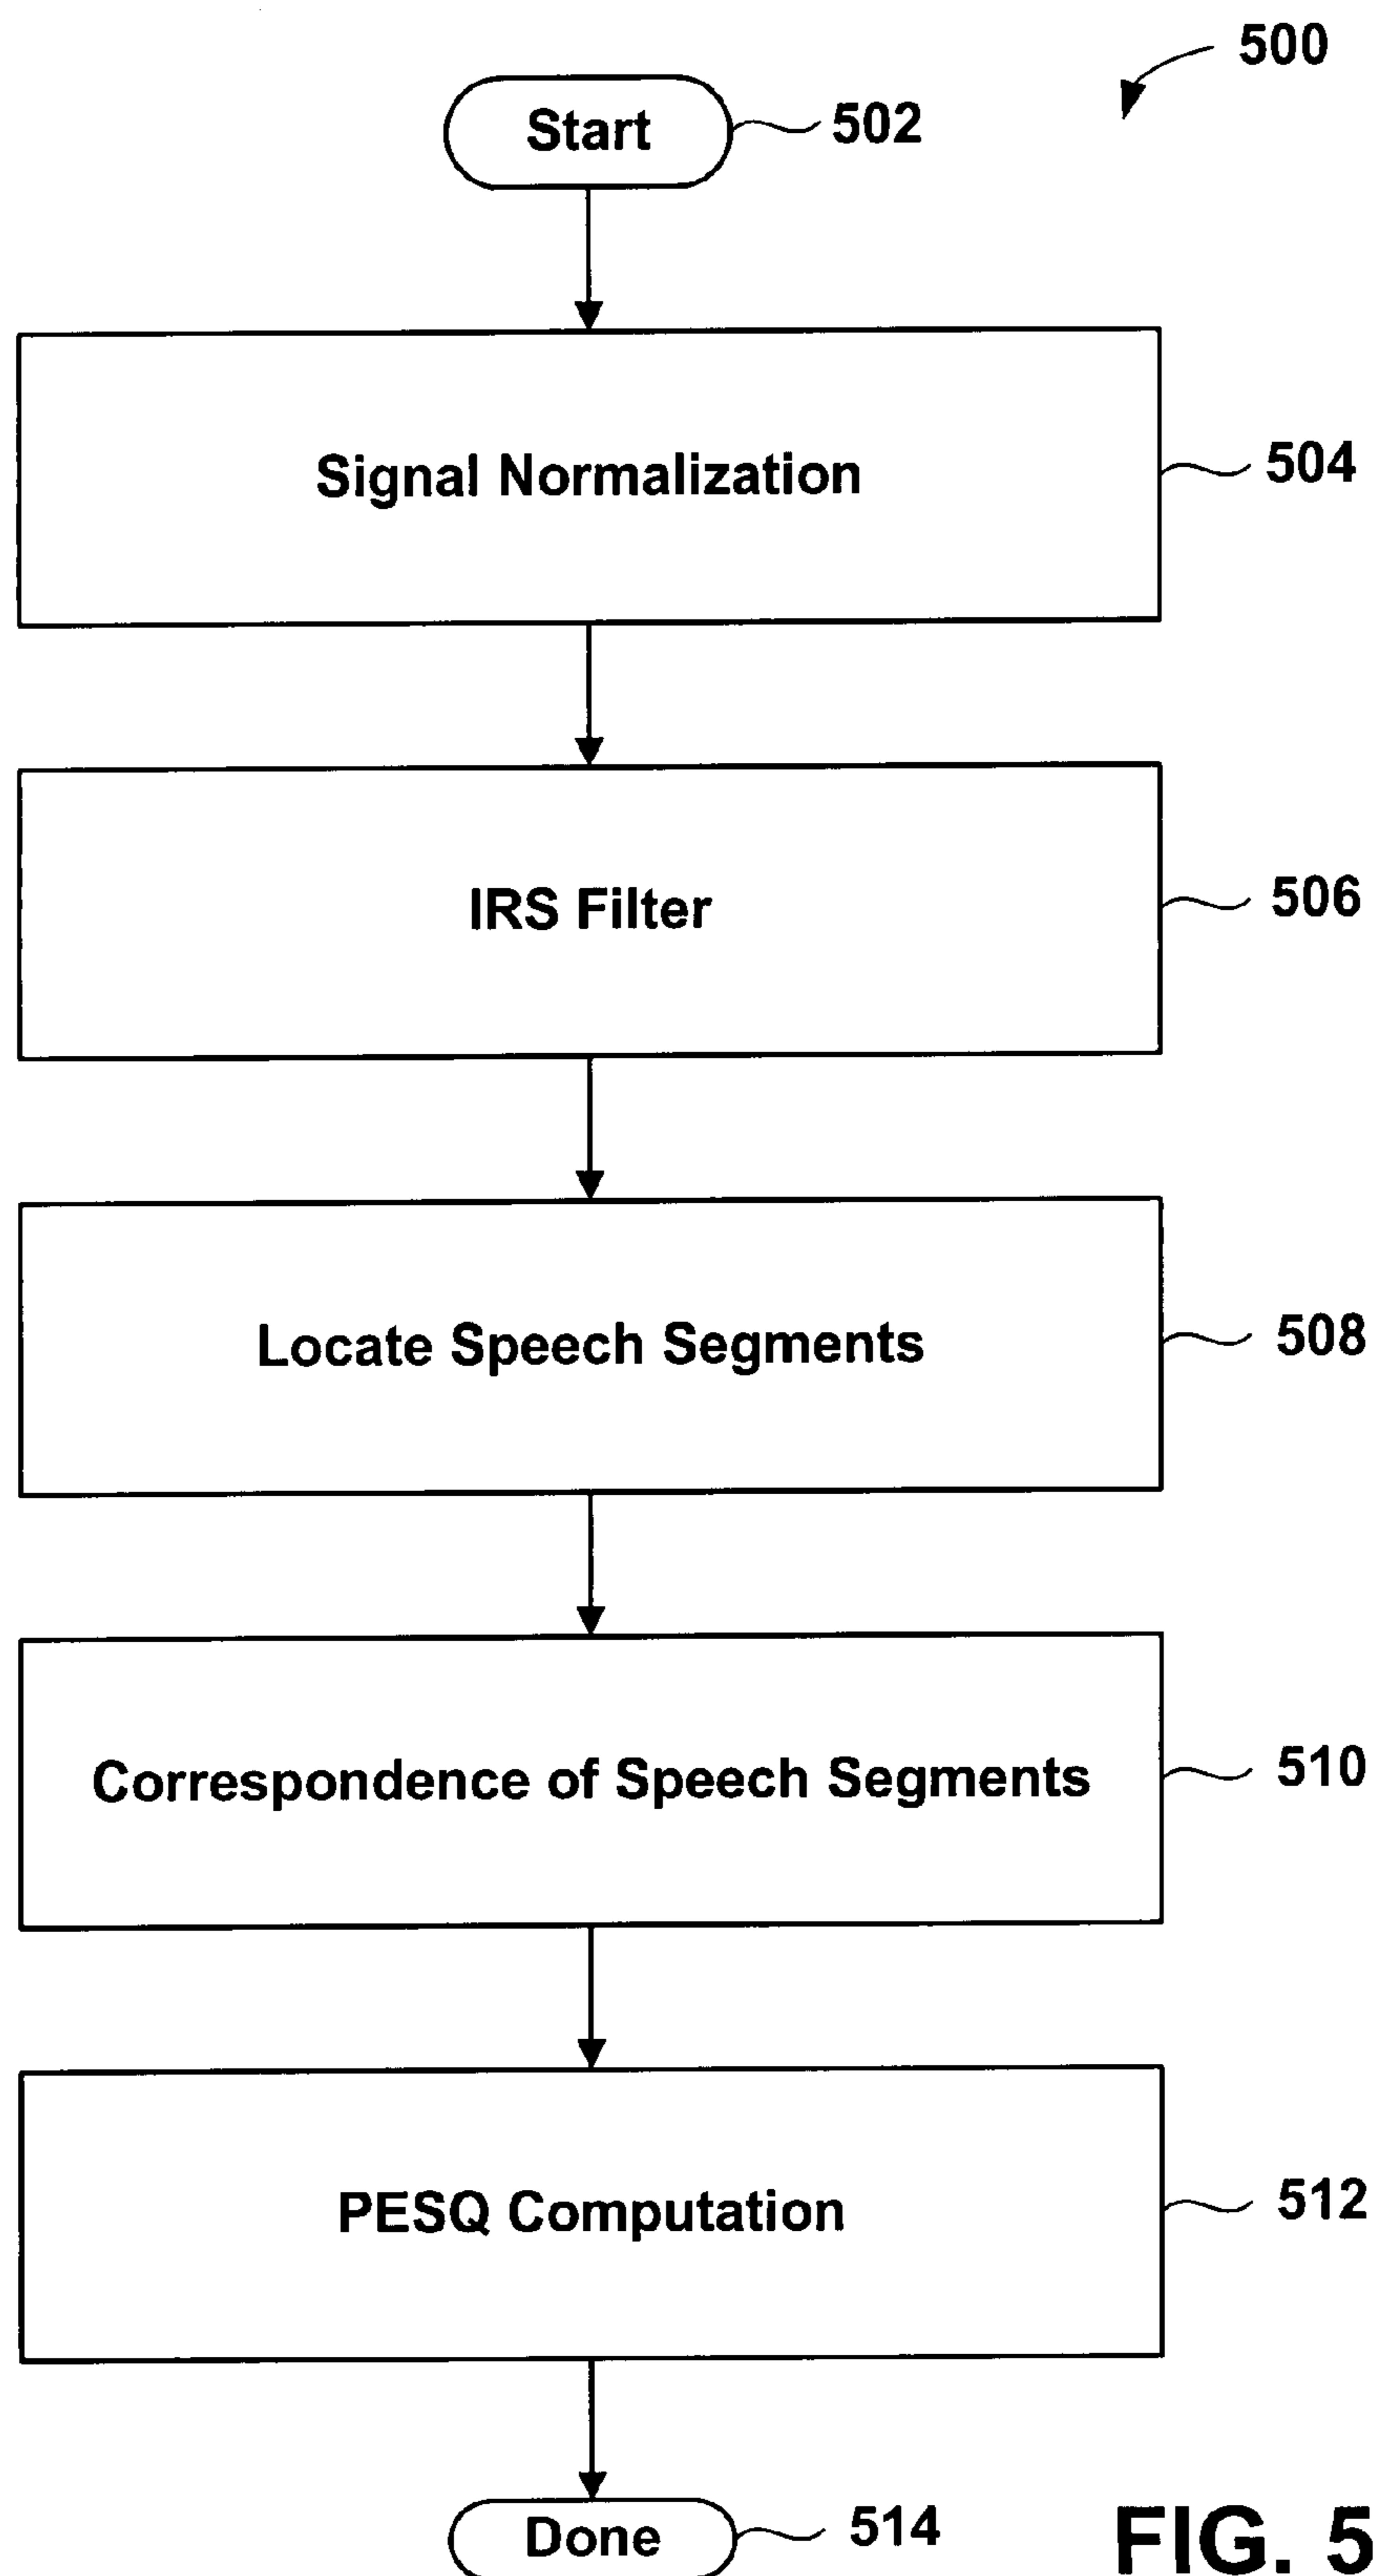 500
Start 502
Signal Normalization 504
IRS Filter 506
Locate Speech Segments 508
Correspondence of Speech Segments 510
PESQ Computation 512
Done 514
FIG. 5